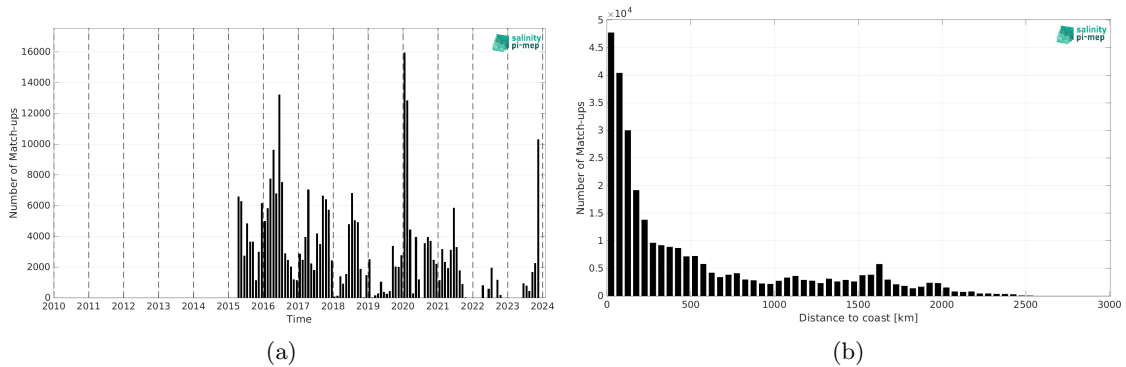 salinity
pi-mep
16000
14000
12000
10000
8000
6000
4000
2000
0
Number of Match-ups
2010 2011 2012 2013 2014 2015 2016 2017 2018 2019 2020 2021 2022 2023 2024
Time
(a)
×10⁴
salinity
pi-mep
5
4.5
4
3.5
3
2.5
2
1.5
1
0.5
0
Number of Match-ups
0 500 1000 1500 2000 2500 3000
Distance to coast [km]
(b)